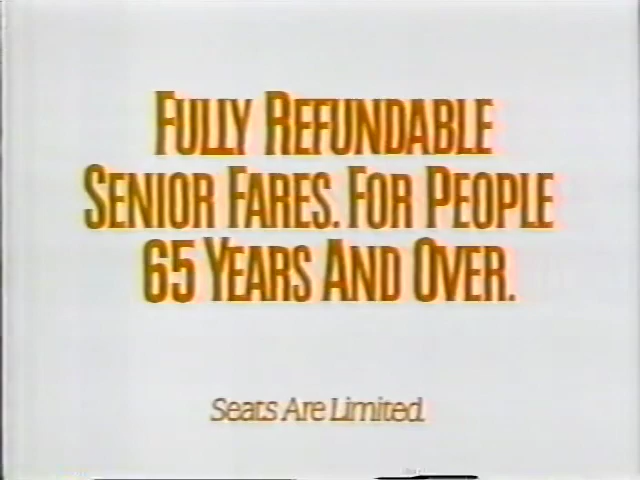 FULLY REFUNDABLE
SENIOR FARES. FOR PEOPLE
65 YEARS AND OVER.
Seats Are Limited.